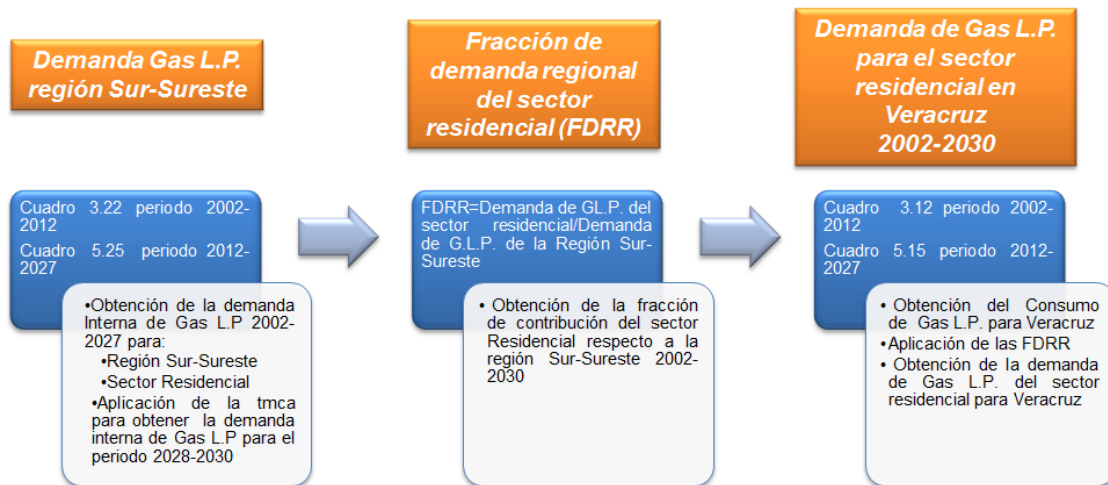 Demanda Gas L.P.
región Sur-Sureste
Cuadro 3.22 periodo 2002-
2012
Cuadro 5.25 periodo 2012-
2027
•Obtención de la demanda
Interna de Gas L.P 2002-
2027 para:
•Región Sur-Sureste
•Sector Residencial
•Aplicación de la tmca
para obtener la demanda
interna de Gas L.P para el
periodo 2028-2030
Fracción de
demanda regional
del sector
residencial (FDRR)
FDRR=Demanda de GL.P. del
sector residencial/Demanda
de G.L.P. de la Región Sur-
Sureste
• Obtención de la fracción
de contribución del sector
Residencial respecto a la
región Sur-Sureste 2002-
2030
Demanda de Gas L.P.
para el sector
residencial en
Veracruz
2002-2030
Cuadro 3.12 periodo 2002-
2012
Cuadro 5.15 periodo 2012-
2027
• Obtención del Consumo
de Gas L.P. para Veracruz
• Aplicación de las FDRR
• Obtención de la demanda
de Gas L.P. del sector
residencial para Veracruz